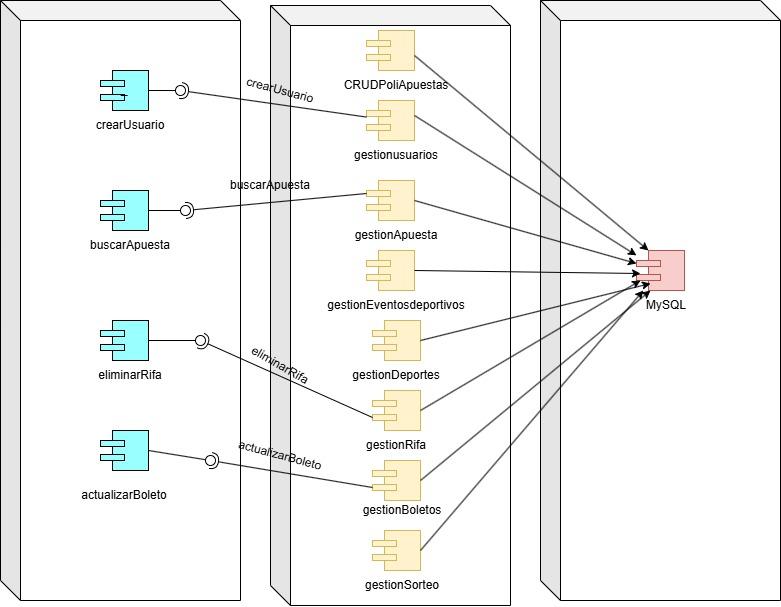 crearUsuario
buscarApuesta
eliminarRifa
actualizarBoleto
crearUsuario
buscarApuesta
eliminarRifa
actualizarBoleto
CRUDPoliApuestas
gestionusuarios
gestionApuesta
gestionEventosdeportivos
gestionDeportes
gestionRifa
gestionBoletos
gestionSorteo
MySQL